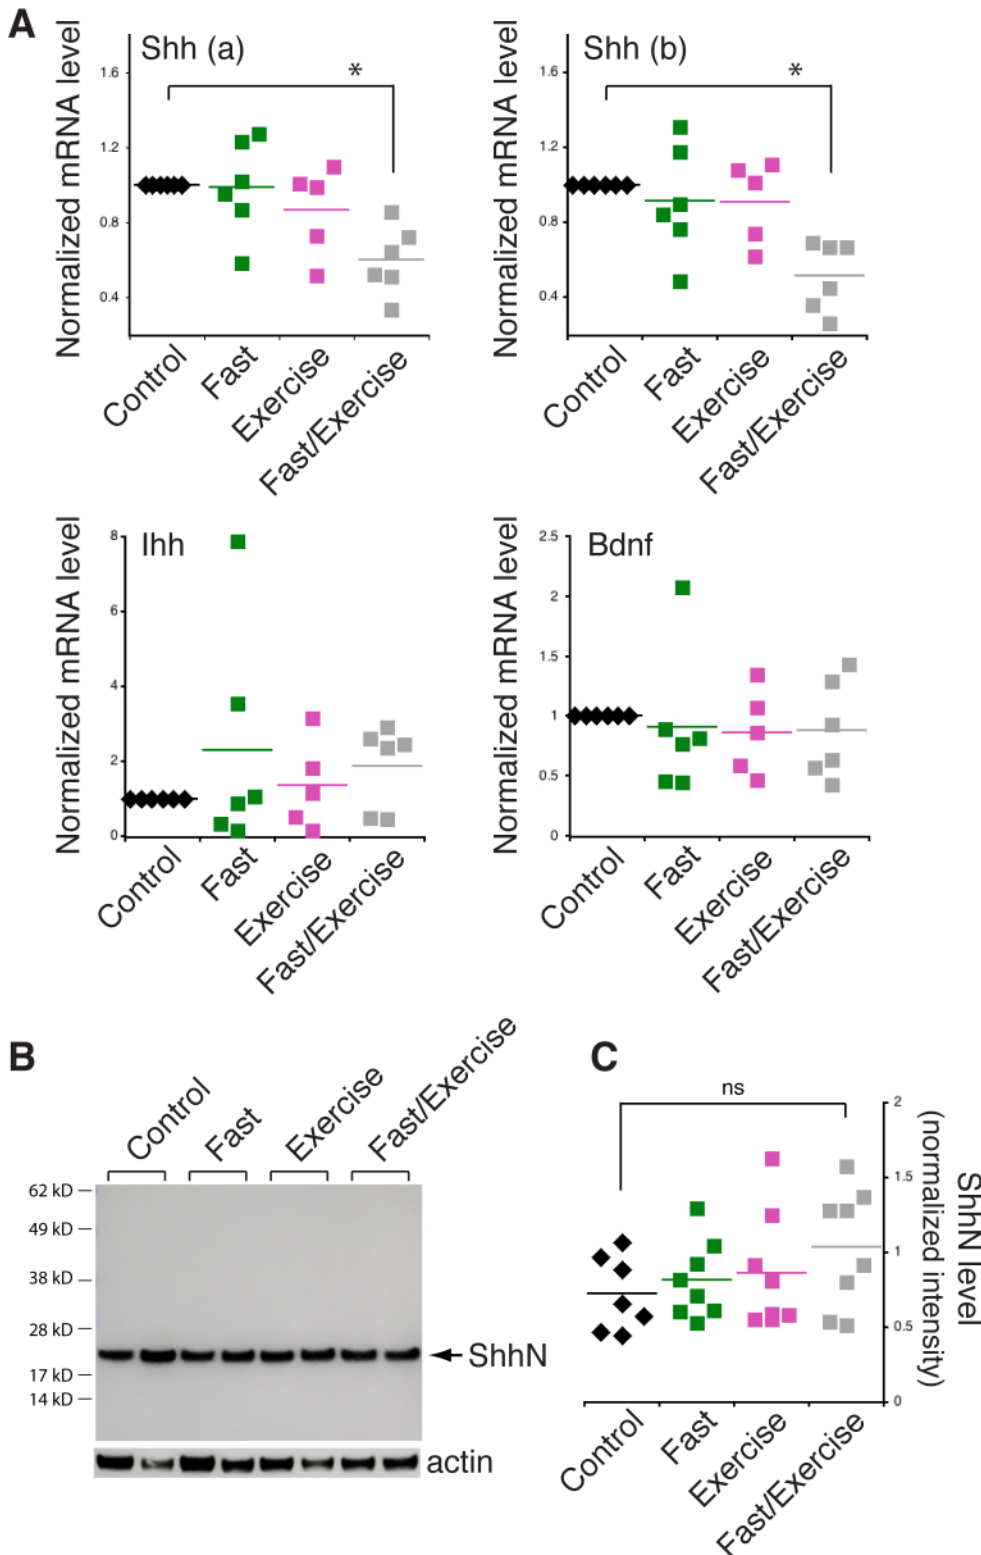 A
Normalized mRNA level
Shh (a)
*
1.6
1.2
0.8
0.4
Control
Fast
Exercise
Fast/Exercise
Normalized mRNA level
Shh (b)
*
1.6
1.2
0.8
0.4
Control
Fast
Exercise
Fast/Exercise
Normalized mRNA level
Ihh
8
6
4
2
0
Control
Fast
Exercise
Fast/Exercise
Normalized mRNA level
Bdnf
2.5
2
1.5
1
0.5
0
Control
Fast
Exercise
Fast/Exercise
B
Control
Fast
Exercise
Fast/Exercise
62 kD
49 kD
38 kD
28 kD
17 kD
14 kD
ShhN
actin
C
ns
2
1.5
1
0.5
0
ShhN level
(normalized intensity)
Control
Fast
Exercise
Fast/Exercise